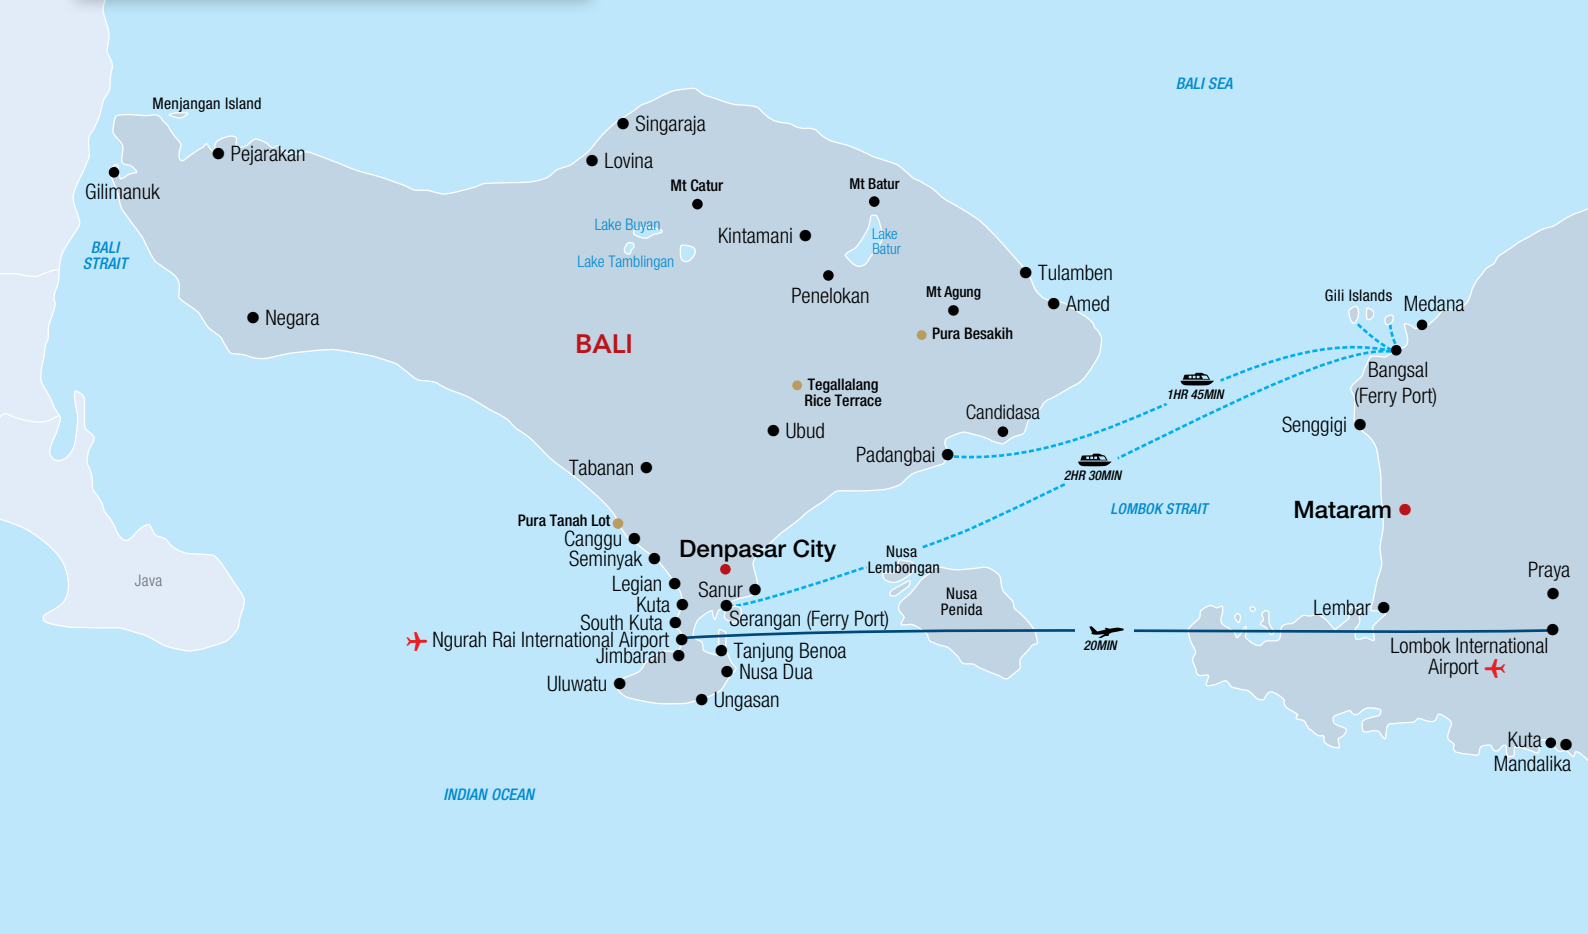 BALI SEA
Menjangan Island
Singaraja
Pejarakan
Lovina
Gilimanuk
Mt Catur
Mt Batur
Lake Buyan
Kintamani
Lake
Batur
BALI
STRAIT
Lake Tamblingan
Tulamben
Penelokan
Mt Agung
Amed
Gili Islands
Medana
Negara
Pura Besakih
BALI
Bangsal
(Ferry Port)
Tegallalang
Rice Terrace
1HR 45MIN
Candidasa
Senggigi
Ubud
Padangbai
Tabanan
2HR 30MIN
LOMBOK STRAIT
Mataram
Pura Tanah Lot
Canggu
Denpasar City
Seminyak
Nusa
Lembongan
Praya
Java
Legian
Sanur
Nusa
Penida
Kuta
Lembar
South Kuta
Serangan (Ferry Port)
Ngurah Rai International Airport
20MIN
Lombok International
Airport
Jimbaran
Tanjung Benoa
Nusa Dua
Uluwatu
Ungasan
Kuta
Mandalika
INDIAN OCEAN